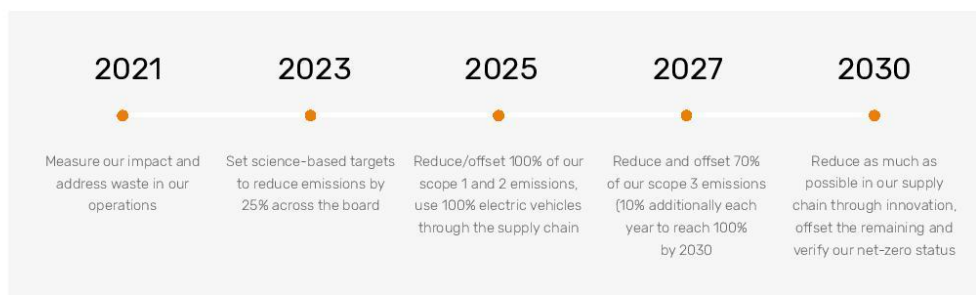 2021
Measure our impact and
address waste in our
operations
2023
Set science-based targets
to reduce emissions by
25% across the board
2025
Reduce/offset 100% of our
scope 1 and 2 emissions,
use 100% electric vehicles
through the supply chain
2027
Reduce and offset 70%
of our scope 3 emissions
(10% additionally each
year to reach 100%
by 2030
2030
Reduce as much as
possible in our supply
chain through innovation,
offset the remaining and
verify our net-zero status